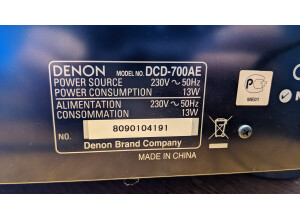 DENON MODEL NO. DCD-700AE
POWER SOURCE 230V ~ 50Hz
POWER CONSUMPTION 13W
ALIMENTATION 230V ~ 50Hz
CONSOMMATION 13W
NO. 8090104191
Denon Brand Company
MADE IN CHINA
ME01